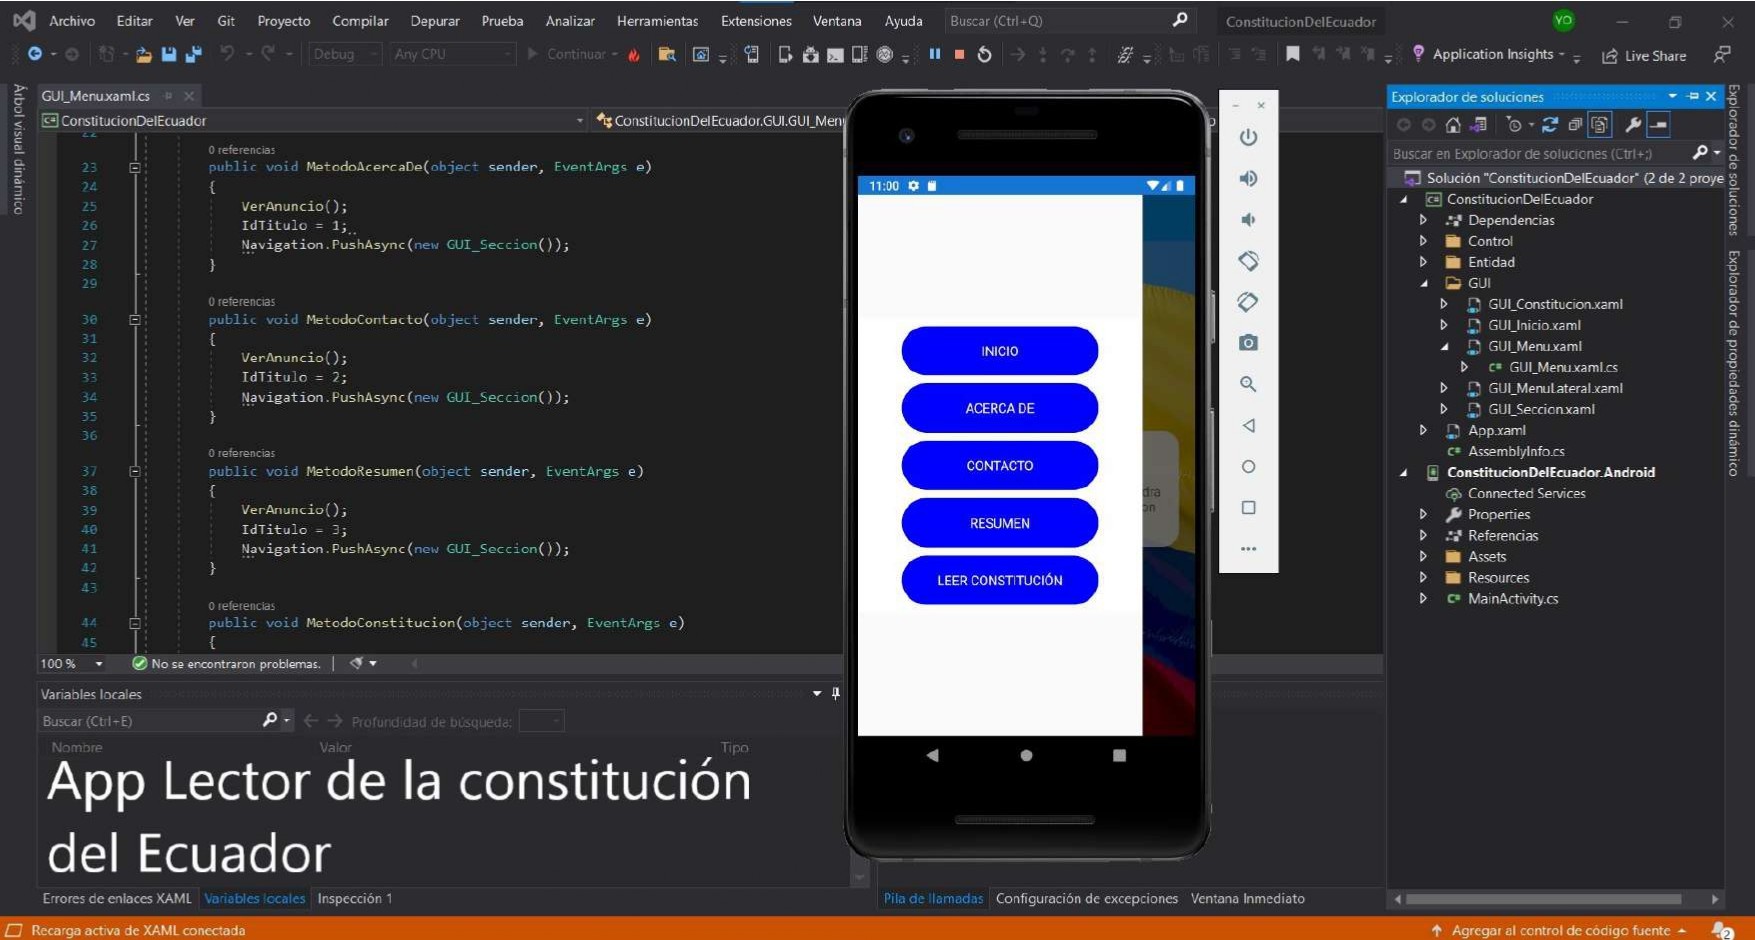 Archivo Editar Ver Git Proyecto Compilar Depurar Prueba Analizar Herramientas Extensiones Ventana Ayuda Buscar (Ctrl+Q) ConstitucionDelEcuador YO
Debug Any CPU Continuar Application Insights Live Share
Árbol visual dinámico
GUI_Menu.xaml.cs
ConstitucionDelEcuador
ConstitucionDelEcuador.GUI.GUI_Menu
22
0 referencias
23 public void MetodoAcercaDe(object sender, EventArgs e)
24 {
25 VerAnuncio();
26 IdTitulo = 1;
27 Navigation.PushAsync(new GUI_Seccion());
28 }
29
0 referencias
30 public void MetodoContacto(object sender, EventArgs e)
31 {
32 VerAnuncio();
33 IdTitulo = 2;
34 Navigation.PushAsync(new GUI_Seccion());
35 }
36
0 referencias
37 public void MetodoResumen(object sender, EventArgs e)
38 {
39 VerAnuncio();
40 IdTitulo = 3;
41 Navigation.PushAsync(new GUI_Seccion());
42 }
43
0 referencias
44 public void MetodoConstitucion(object sender, EventArgs e)
45 {
100 % No se encontraron problemas.
Variables locales
Buscar (Ctrl+E) Profundidad de búsqueda:
Nombre Valor Tipo
App Lector de la constitución
del Ecuador
Errores de enlaces XAML Variables locales Inspección 1
11:00
INICIO
ACERCA DE
CONTACTO
RESUMEN
LEER CONSTITUCIÓN
dra
on
Pila de llamadas Configuración de excepciones Ventana Inmediato
Explorador de soluciones
Buscar en Explorador de soluciones (Ctrl+;)
Solución "ConstitucionDelEcuador" (2 de 2 proye
ConstitucionDelEcuador
Dependencias
Control
Entidad
GUI
GUI_Constitucion.xaml
GUI_Inicio.xaml
GUI_Menu.xaml
GUI_Menu.xaml.cs
GUI_MenuLateral.xaml
GUI_Seccion.xaml
App.xaml
AssemblyInfo.cs
ConstitucionDelEcuador.Android
Connected Services
Properties
Referencias
Assets
Resources
MainActivity.cs
Explorador de soluciones
Explorador de propiedades dinámico
Recarga activa de XAML conectada
Agregar al control de código fuente 2